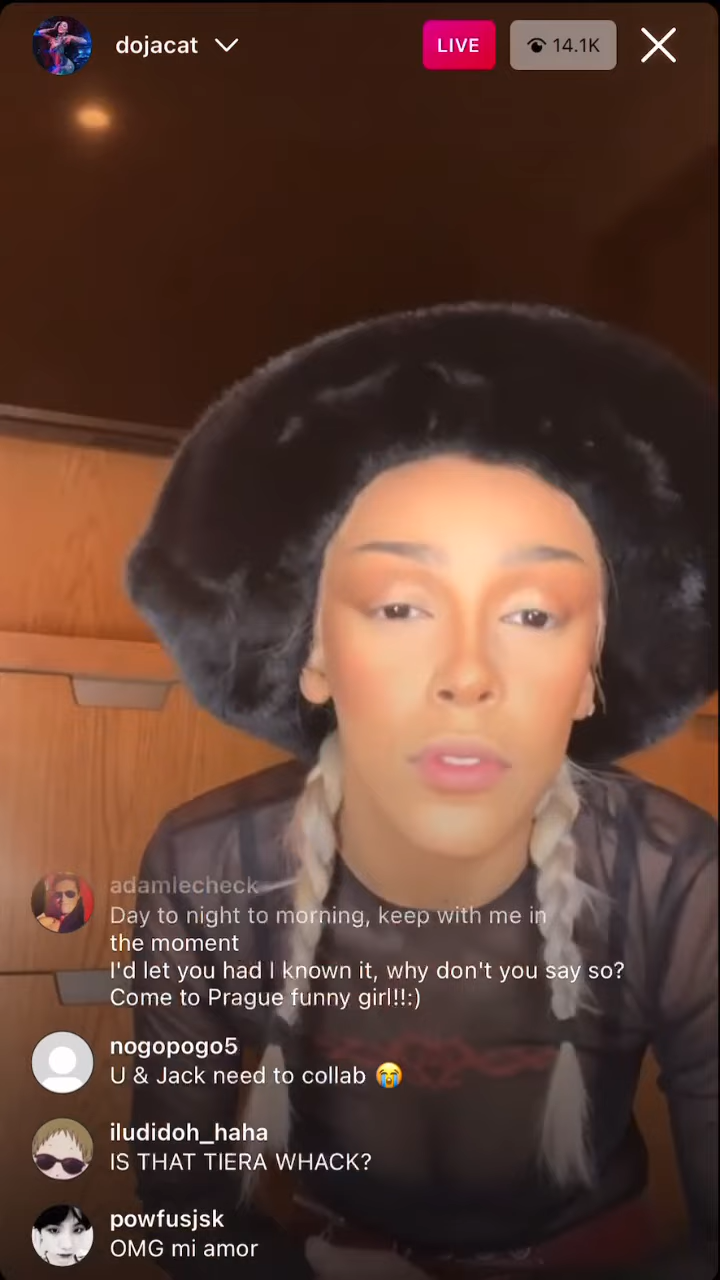 dojacat
LIVE
14.1K
adamlecheck
Day to night to morning, keep with me in
the moment
I'd let you had I known it, why don't you say so?
Come to Prague funny girl!!:)
nogopogo5
U & Jack need to collab 😭
iludidoh_haha
IS THAT TIERA WHACK?
powfusjsk
OMG mi amor